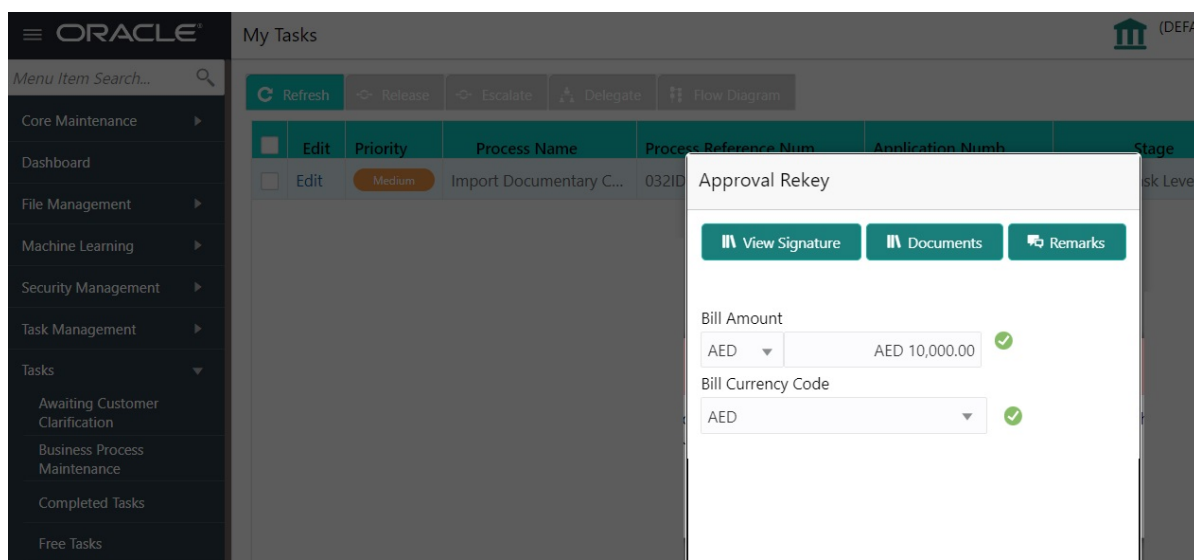 ORACLE
My Tasks
(DEFA
Menu Item Search...
Refresh
Release
Escalate
Delegate
Flow Diagram
Core Maintenance
Edit
Priority
Process Name
Process Reference Num
Application Numb
Stage
Dashboard
Edit
Medium
Import Documentary C...
032ID
sk Leve
File Management
Machine Learning
Security Management
Task Management
Tasks
Awaiting Customer
Clarification
Business Process
Maintenance
Completed Tasks
Free Tasks
Approval Rekey
View Signature
Documents
Remarks
Bill Amount
AED
AED 10,000.00
Bill Currency Code
AED